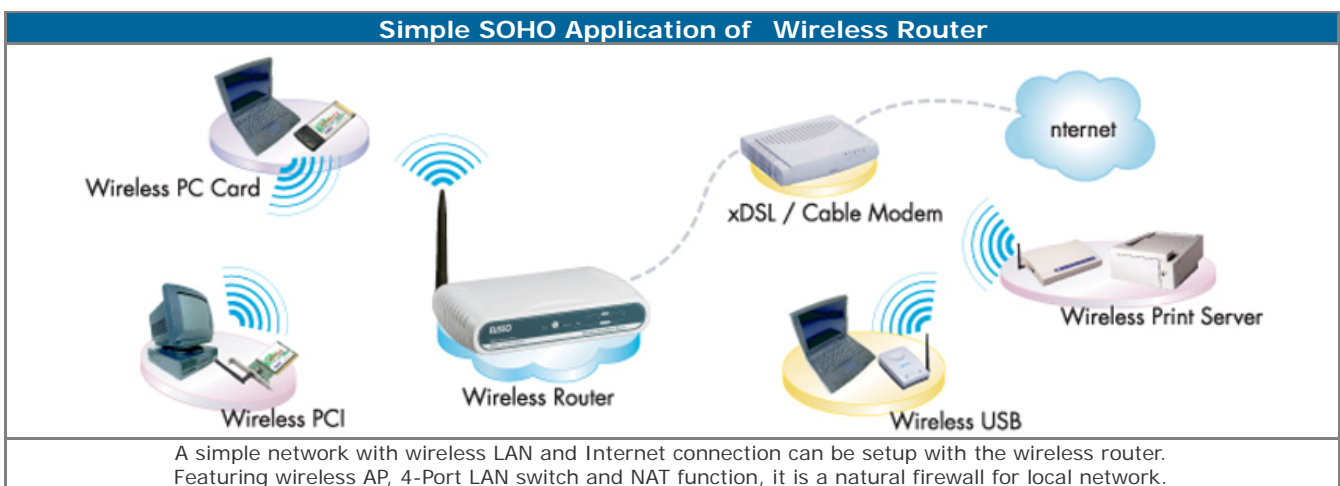 Simple SOHO Application of Wireless Router
Wireless PC Card
nternet
xDSL / Cable Modem
Wireless Print Server
Wireless PCI
Wireless Router
Wireless USB
A simple network with wireless LAN and Internet connection can be setup with the wireless router.
Featuring wireless AP, 4-Port LAN switch and NAT function, it is a natural firewall for local network.